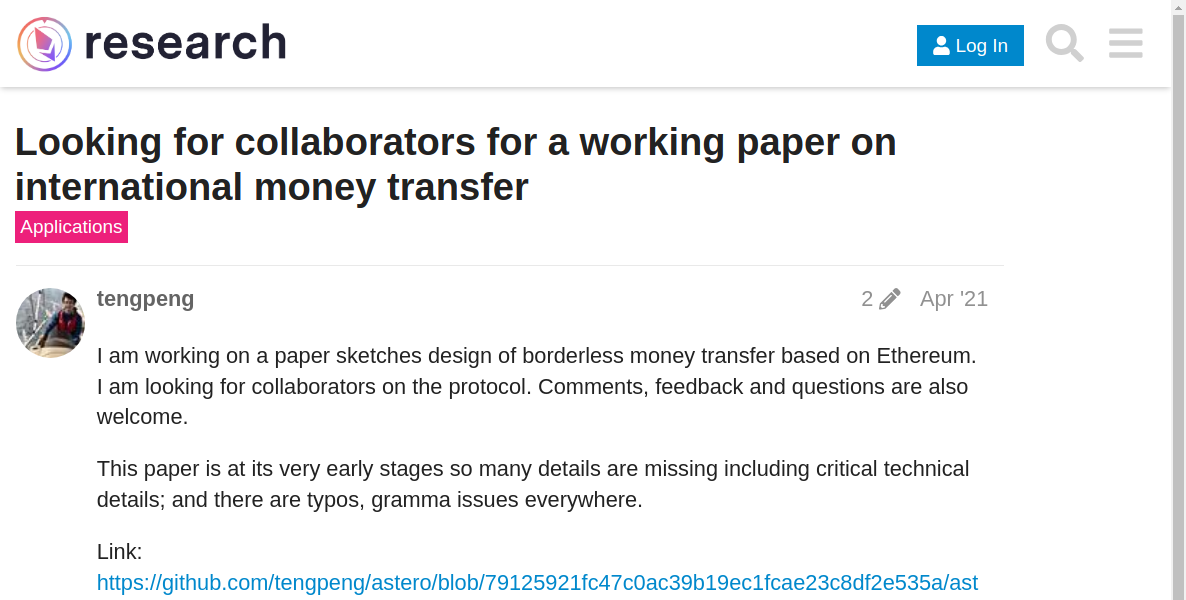 research
Log In
Looking for collaborators for a working paper on
international money transfer
Applications
tengpeng
2
Apr '21
I am working on a paper sketches design of borderless money transfer based on Ethereum.
I am looking for collaborators on the protocol. Comments, feedback and questions are also
welcome.
This paper is at its very early stages so many details are missing including critical technical
details; and there are typos, gramma issues everywhere.
Link:
https://github.com/tengpeng/astero/blob/79125921fc47c0ac39b19ec1fcae23c8df2e535a/ast